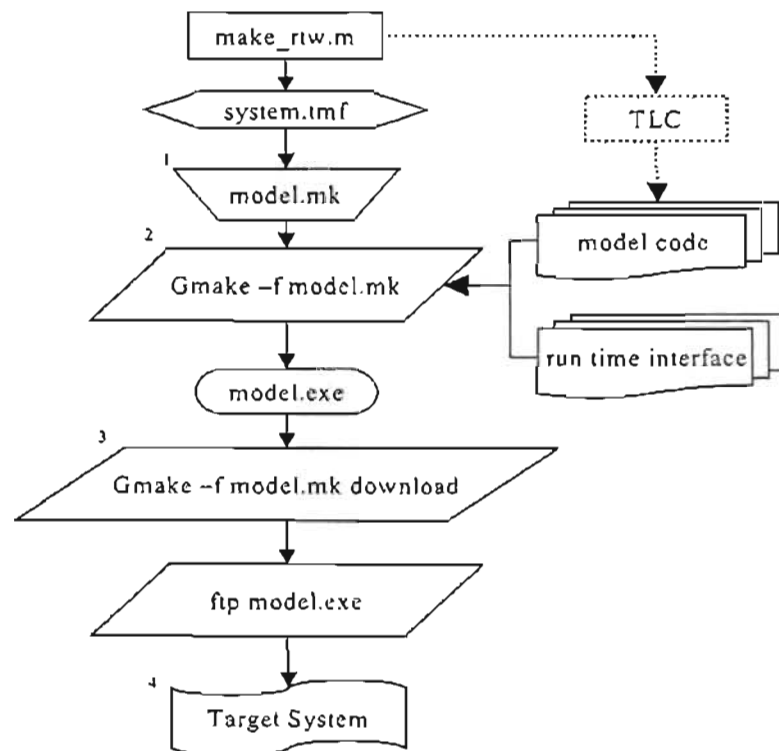 make_rtw.m
system.tmf
TLC
1
model.mk
model code
2
Gmake –f model.mk
run time interface
model.exe
3
Gmake –f model.mk download
ftp model.exe
4
Target System